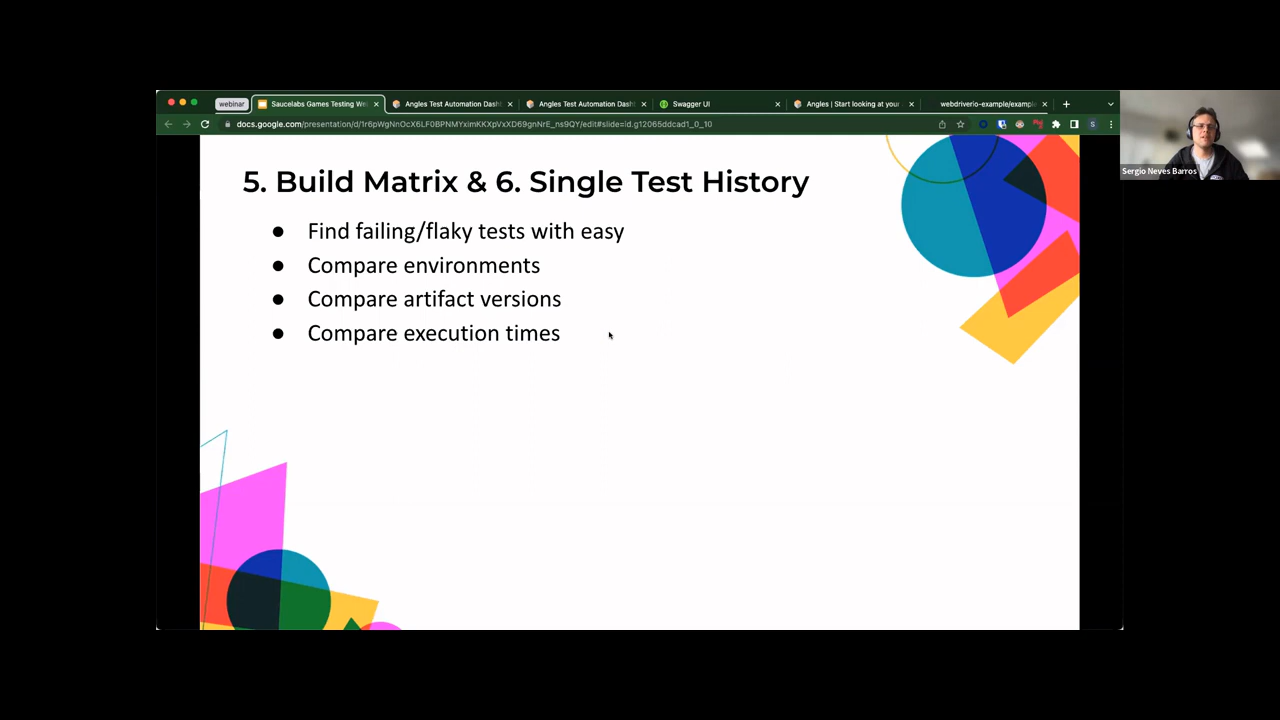 webinar
Saucelabs Games Testing We
Angles Test Automation Dash
Angles Test Automation Dash
Swagger UI
Angles | Start looking at your
webdriverio-example/example
docs.google.com/presentation/d/1r6pWgNnOcX6LF0BPNMYximKKXpVxXD69gnNrE_ns9QY/edit#slide=id.g12065ddcad1_0_10
S
Sergio Neves Barros
5. Build Matrix & 6. Single Test History
● Find failing/flaky tests with easy
● Compare environments
● Compare artifact versions
● Compare execution times